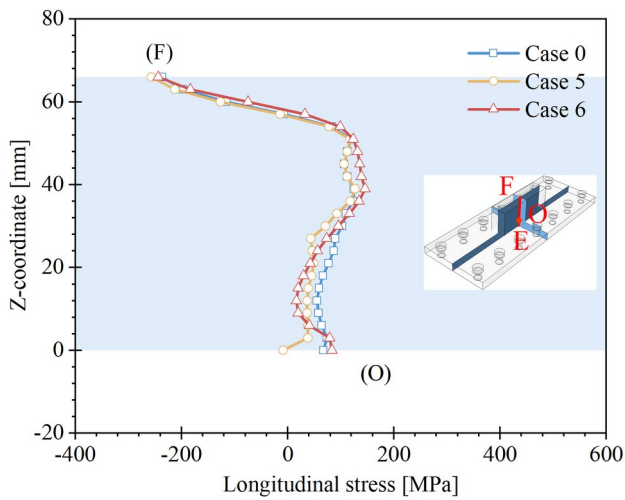 80
60
40
20
0
-20
-400
-200
0
200
400
600
Z-coordinate [mm]
Longitudinal stress [MPa]
(F)
(O)
Case 0
Case 5
Case 6
F
O
E